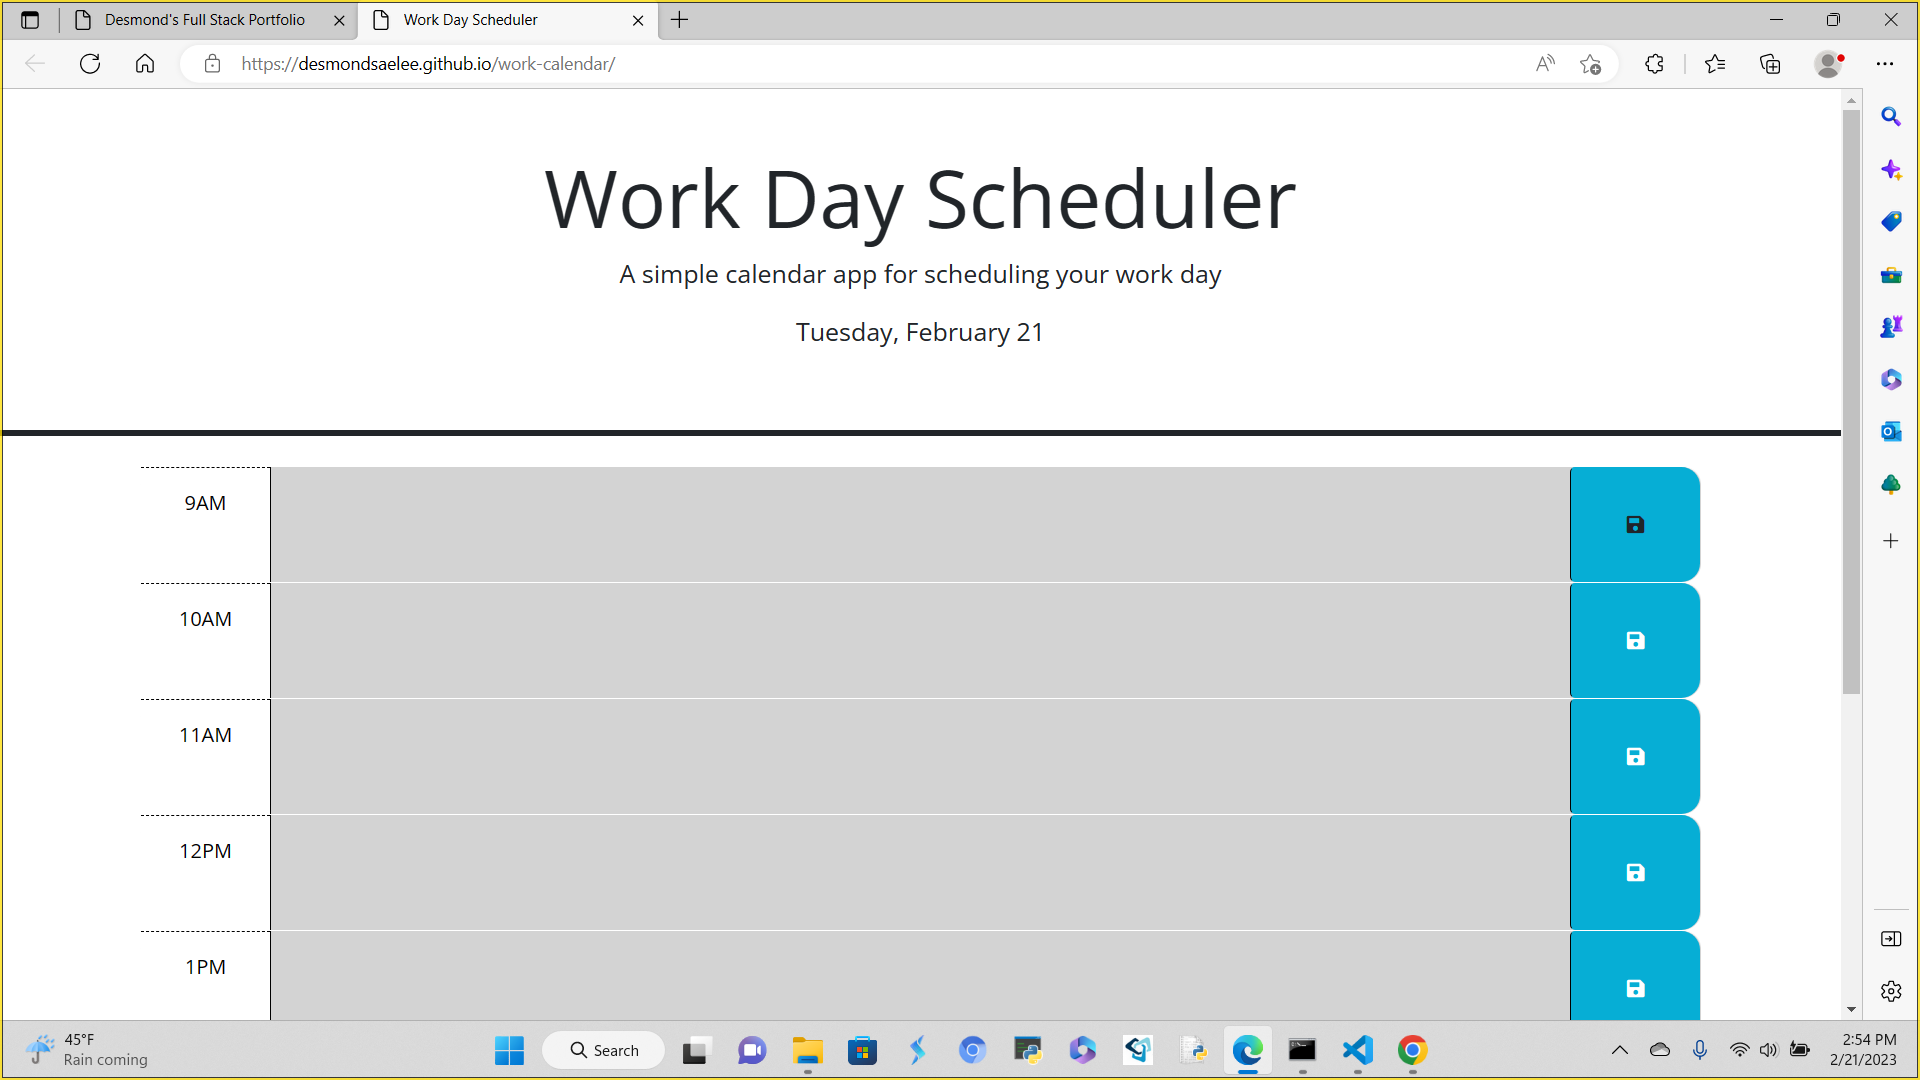 Desmond's Full Stack Portfolio
Work Day Scheduler
https://desmondsaelee.github.io/work-calendar/
Work Day Scheduler
A simple calendar app for scheduling your work day
Tuesday, February 21
9AM
10AM
11AM
12PM
1PM
45°F
Rain coming
Search
2:54 PM
2/21/2023